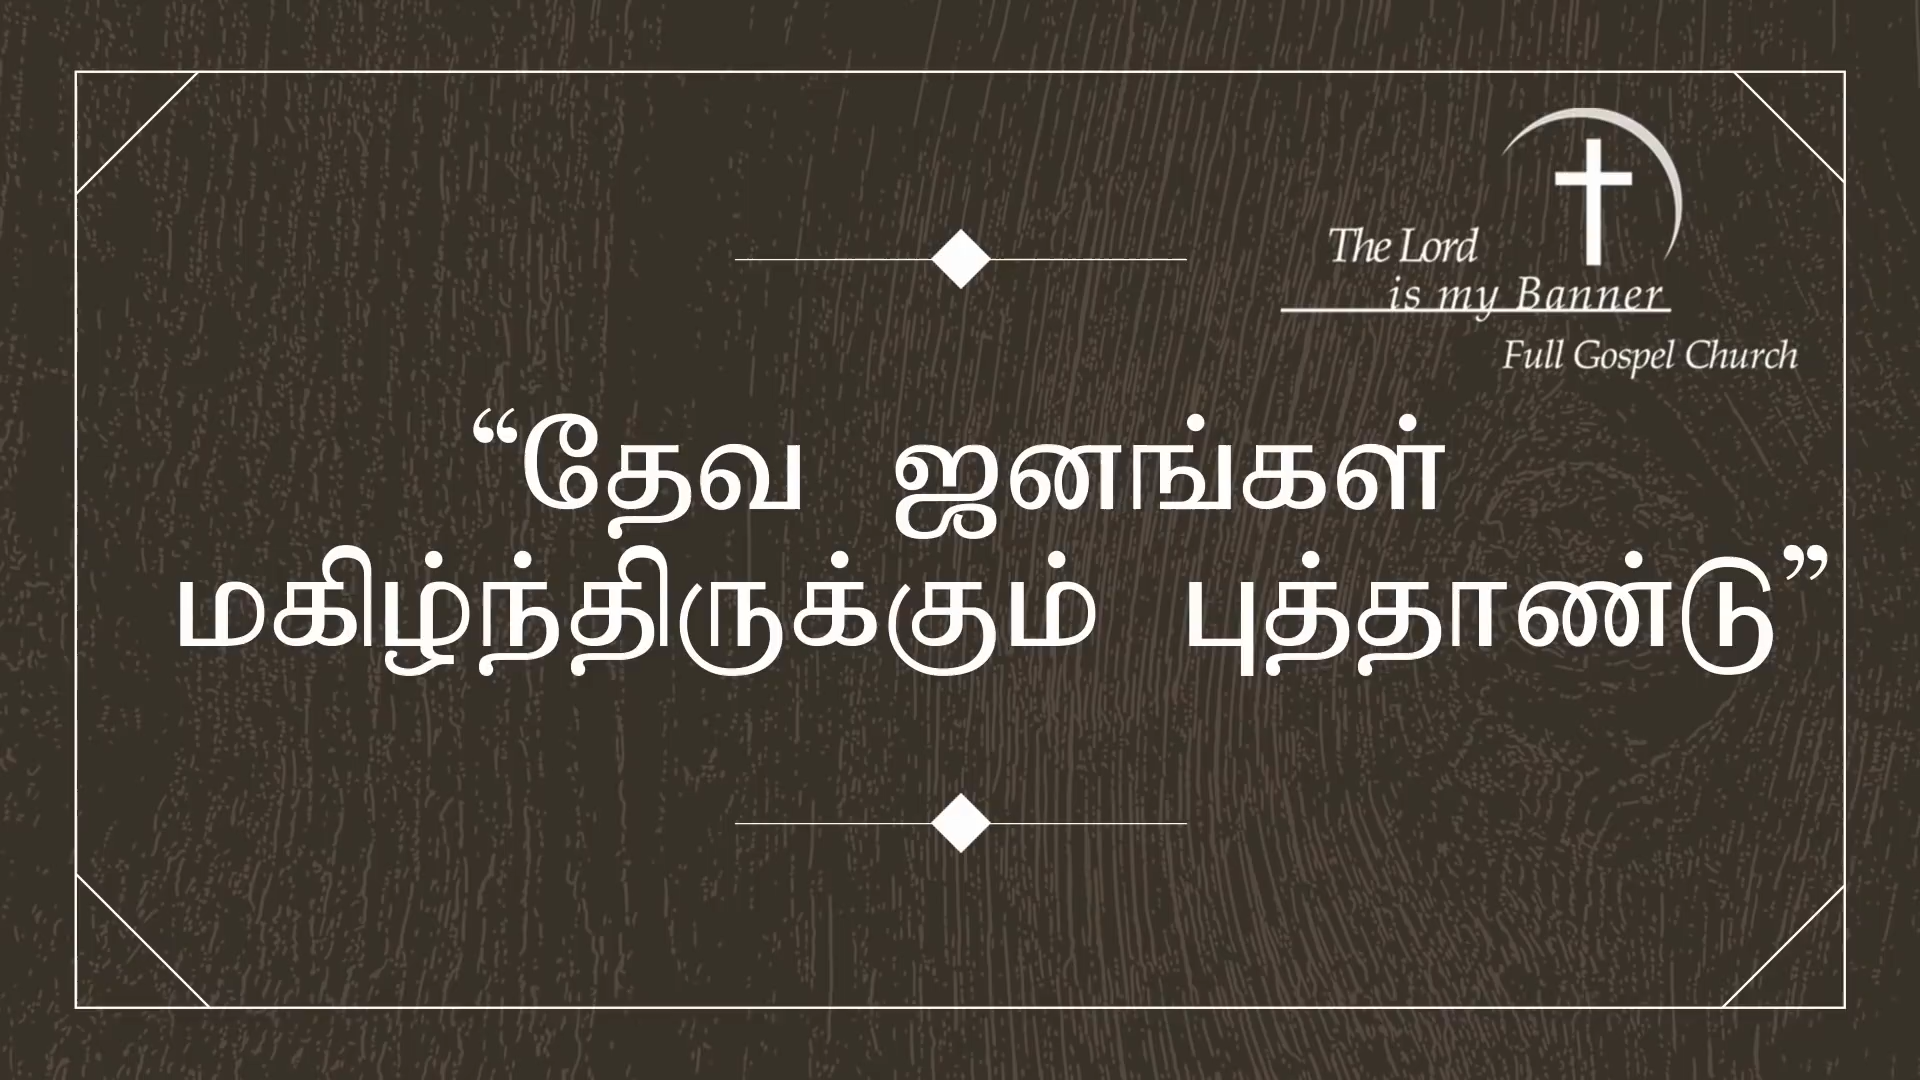 The Lord
is my Banner
Full Gospel Church
“தேவ ஜனங்கள்
மகிழ்ந்திருக்கும் புத்தாண்டு”